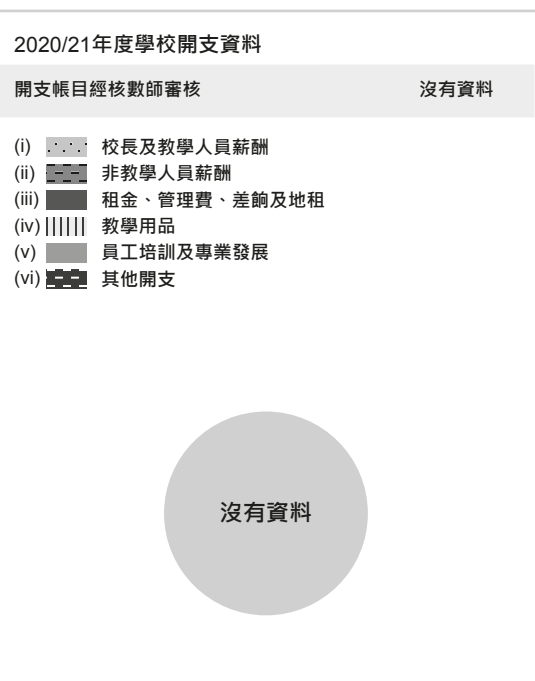 2020/21年度學校開支資料
開支帳目經核數師審核 沒有資料
(i) 校長及教學人員薪酬
(ii) 非教學人員薪酬
(iii) 租金、管理費、差餉及地租
(iv) 教學用品
(v) 員工培訓及專業發展
(vi) 其他開支
沒有資料